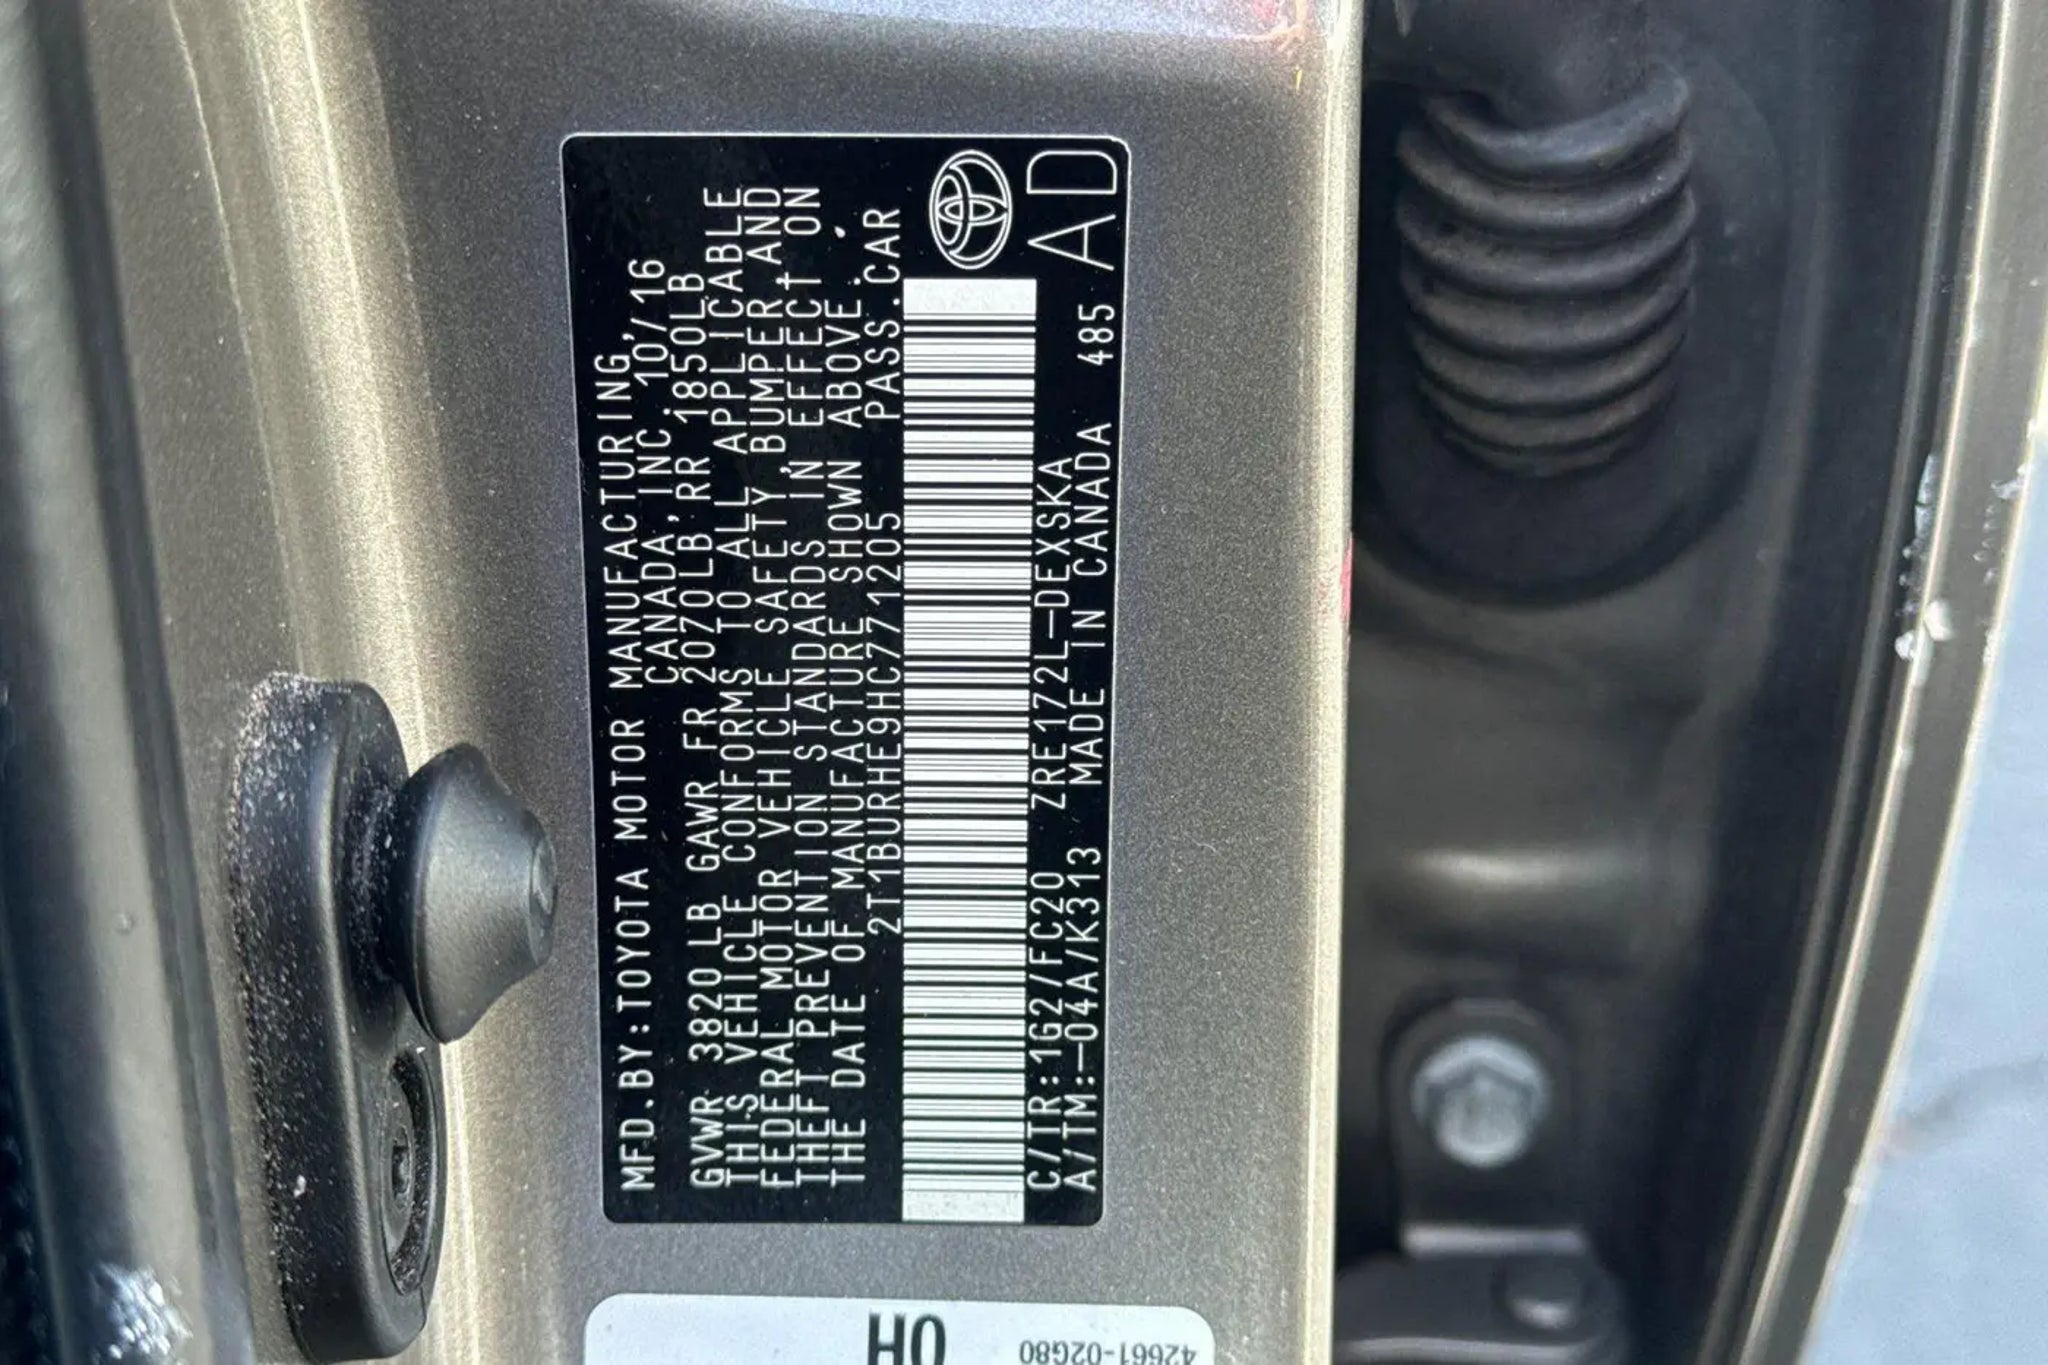 MFD.BY:TOYOTA MOTOR MANUFACTURING,
CANADA, INC. 10/16
GVWR 3820 LB GAWR FR 2070LB,RR 1850LB
THIS VEHICLE CONFORMS TO ALL APPLICABLE
FEDERAL MOTOR VEHICLE SAFETY, BUMPER, AND
THEFT PREVENTION STANDARDS IN EFFECT ON
THE DATE OF MANUFACTURE SHOWN ABOVE.
2T1BURHE9HC771205 PASS.CAR
C/TR:1G2/FC20 ZRE172L-DEXSKA
A/TM:-04A/K313 MADE IN CANADA 485
AD
0H
42661-02G80